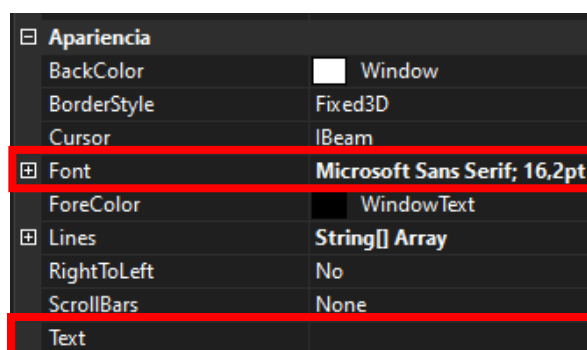 Apariencia
BackColor Window
BorderStyle Fixed3D
Cursor IBeam
Font Microsoft Sans Serif; 16,2pt
ForeColor WindowText
Lines String[] Array
RightToLeft No
ScrollBars None
Text